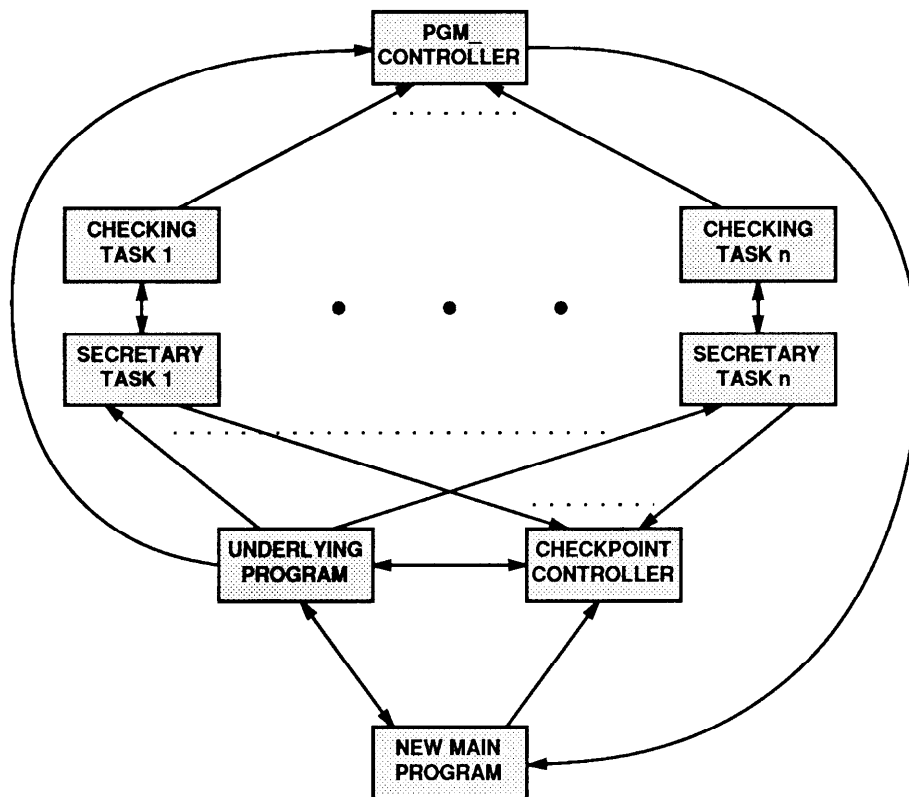 PGM_
CONTROLLER
CHECKING
TASK 1
CHECKING
TASK n
SECRETARY
TASK 1
SECRETARY
TASK n
UNDERLYING
PROGRAM
CHECKPOINT
CONTROLLER
NEW MAIN
PROGRAM